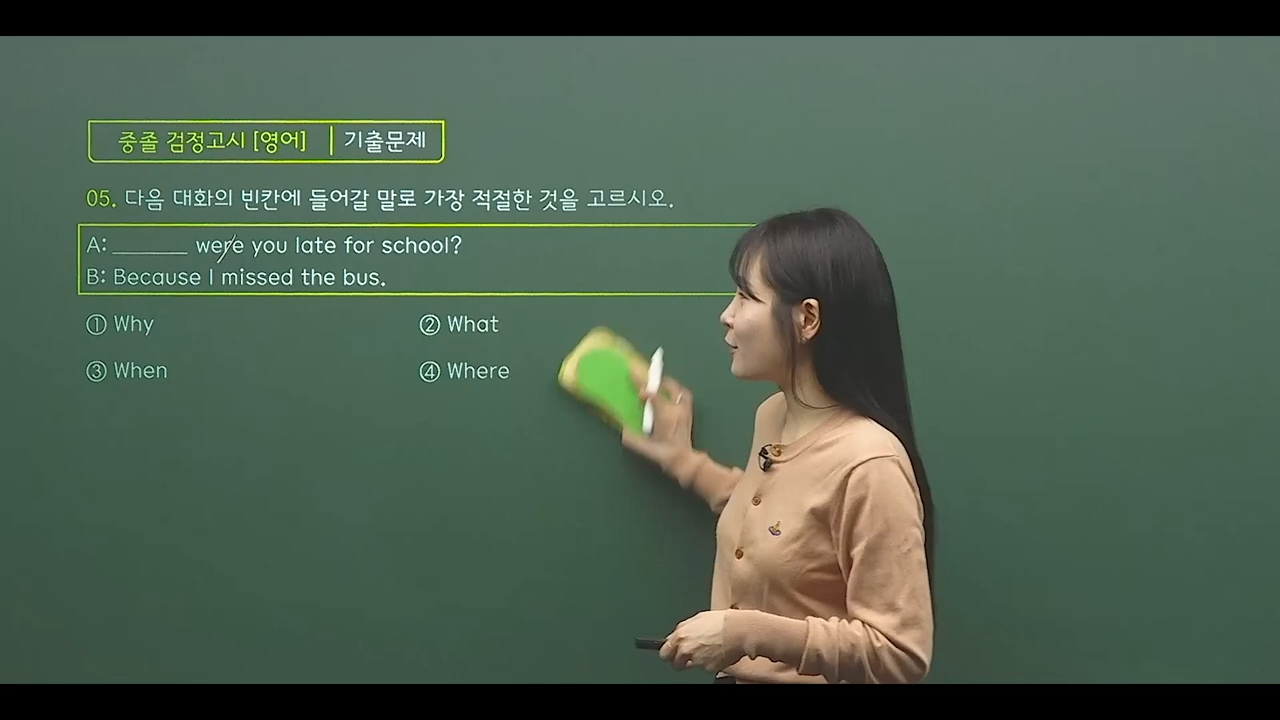 중졸 검정고시 [영어] | 기출문제
05. 다음 대화의 빈칸에 들어갈 말로 가장 적절한 것을 고르시오.
A: _______ were you late for school?
B: Because I missed the bus.
① Why ② What
③ When ④ Where